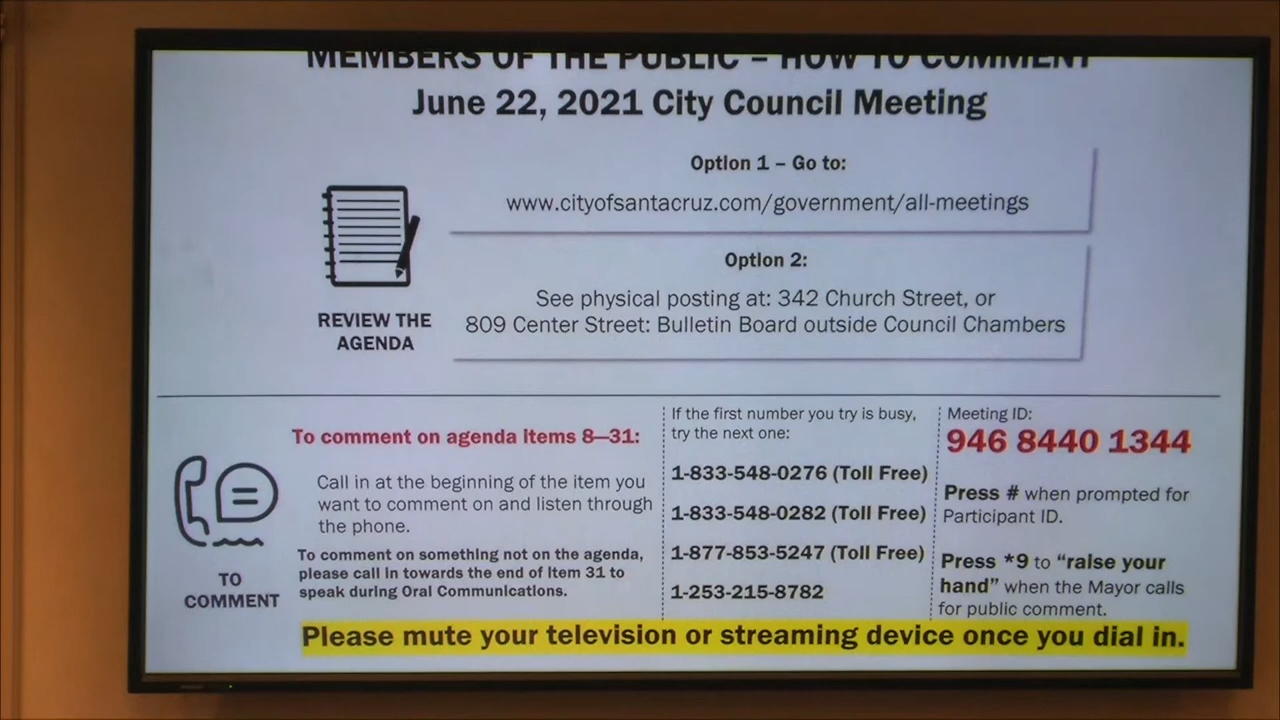 MEMBERS OF THE PUBLIC – HOW TO COMMENT
June 22, 2021 City Council Meeting
Option 1 – Go to:
www.cityofsantacruz.com/government/all-meetings
Option 2:
See physical posting at: 342 Church Street, or
809 Center Street: Bulletin Board outside Council Chambers
REVIEW THE
AGENDA
To comment on agenda items 8–31:
Call in at the beginning of the item you
want to comment on and listen through
the phone.
To comment on something not on the agenda,
please call in towards the end of Item 31 to
speak during Oral Communications.
TO
COMMENT
If the first number you try is busy,
try the next one:
1-833-548-0276 (Toll Free)
1-833-548-0282 (Toll Free)
1-877-853-5247 (Toll Free)
1-253-215-8782
Meeting ID:
946 8440 1344
Press # when prompted for
Participant ID.
Press *9 to “raise your
hand” when the Mayor calls
for public comment.
Please mute your television or streaming device once you dial in.